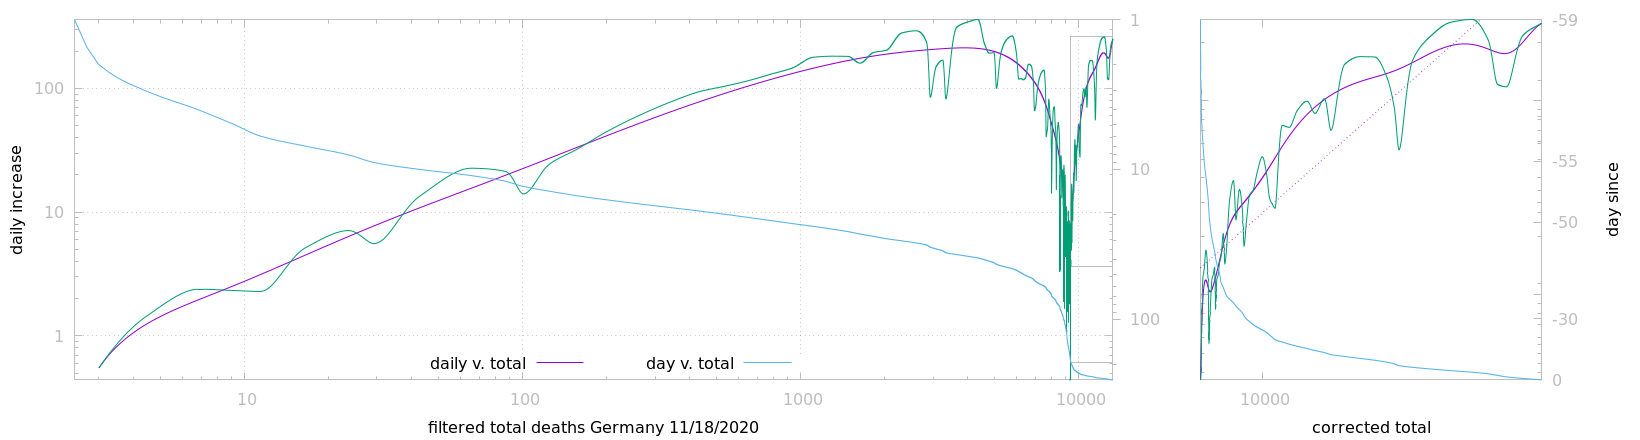 daily increase
100
10
1
10
100
1000
10000
1
10
100
daily v. total
day v. total
filtered total deaths Germany 11/18/2020
-59
-55
-50
-30
0
10000
day since
corrected total